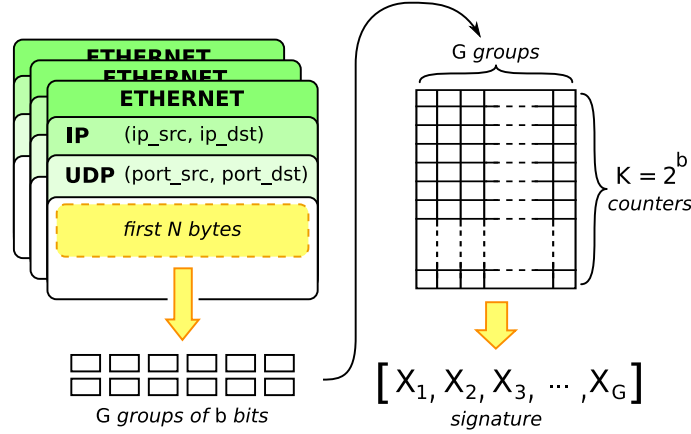 ETHERNET
ETHERNET
ETHERNET
IP (ip_src, ip_dst)
UDP (port_src, port_dst)
first N bytes
G groups of b bits
G groups
K = 2^b
counters
[X1, X2, X3, ... ,XG]
signature